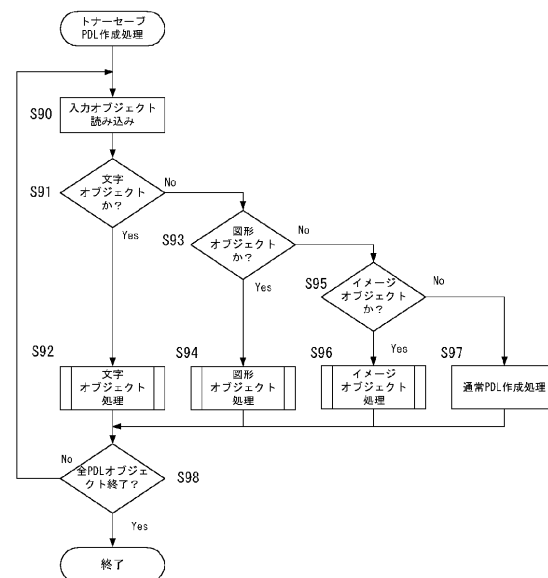 トナーセーブ
PDL作成処理
S90
入力オブジェクト
読み込み
S91
文字
オブジェクト
か?
No
Yes
S93
図形
オブジェクト
か?
No
Yes
S95
イメージ
オブジェクト
か?
No
Yes
S92
文字
オブジェクト
処理
S94
図形
オブジェクト
処理
S96
イメージ
オブジェクト
処理
S97
通常PDL作成処理
No
全PDLオブジェ
クト終了?
S98
Yes
終了